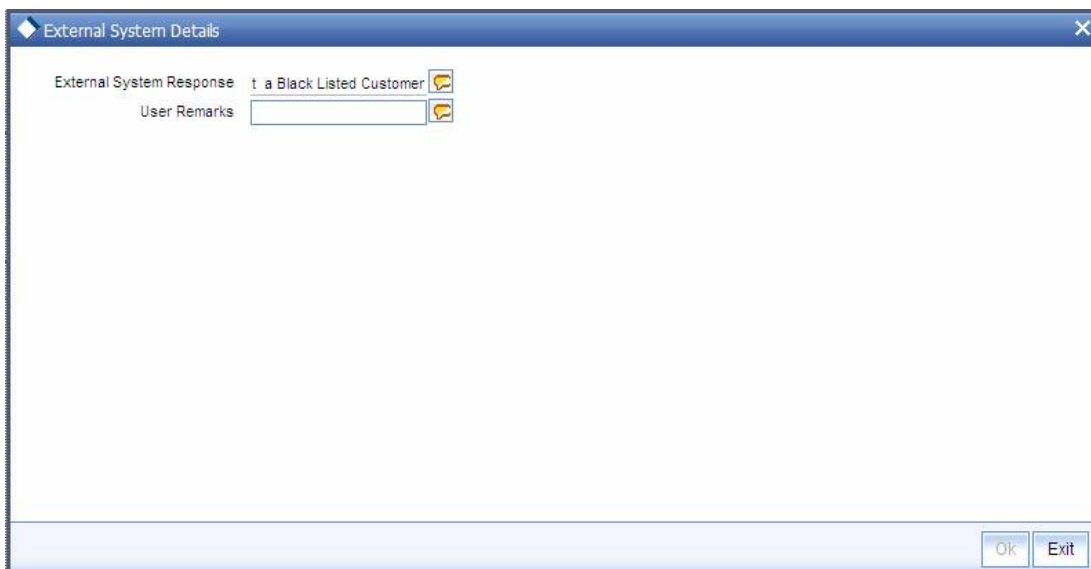 External System Details
External System Response t a Black Listed Customer
User Remarks
Ok Exit